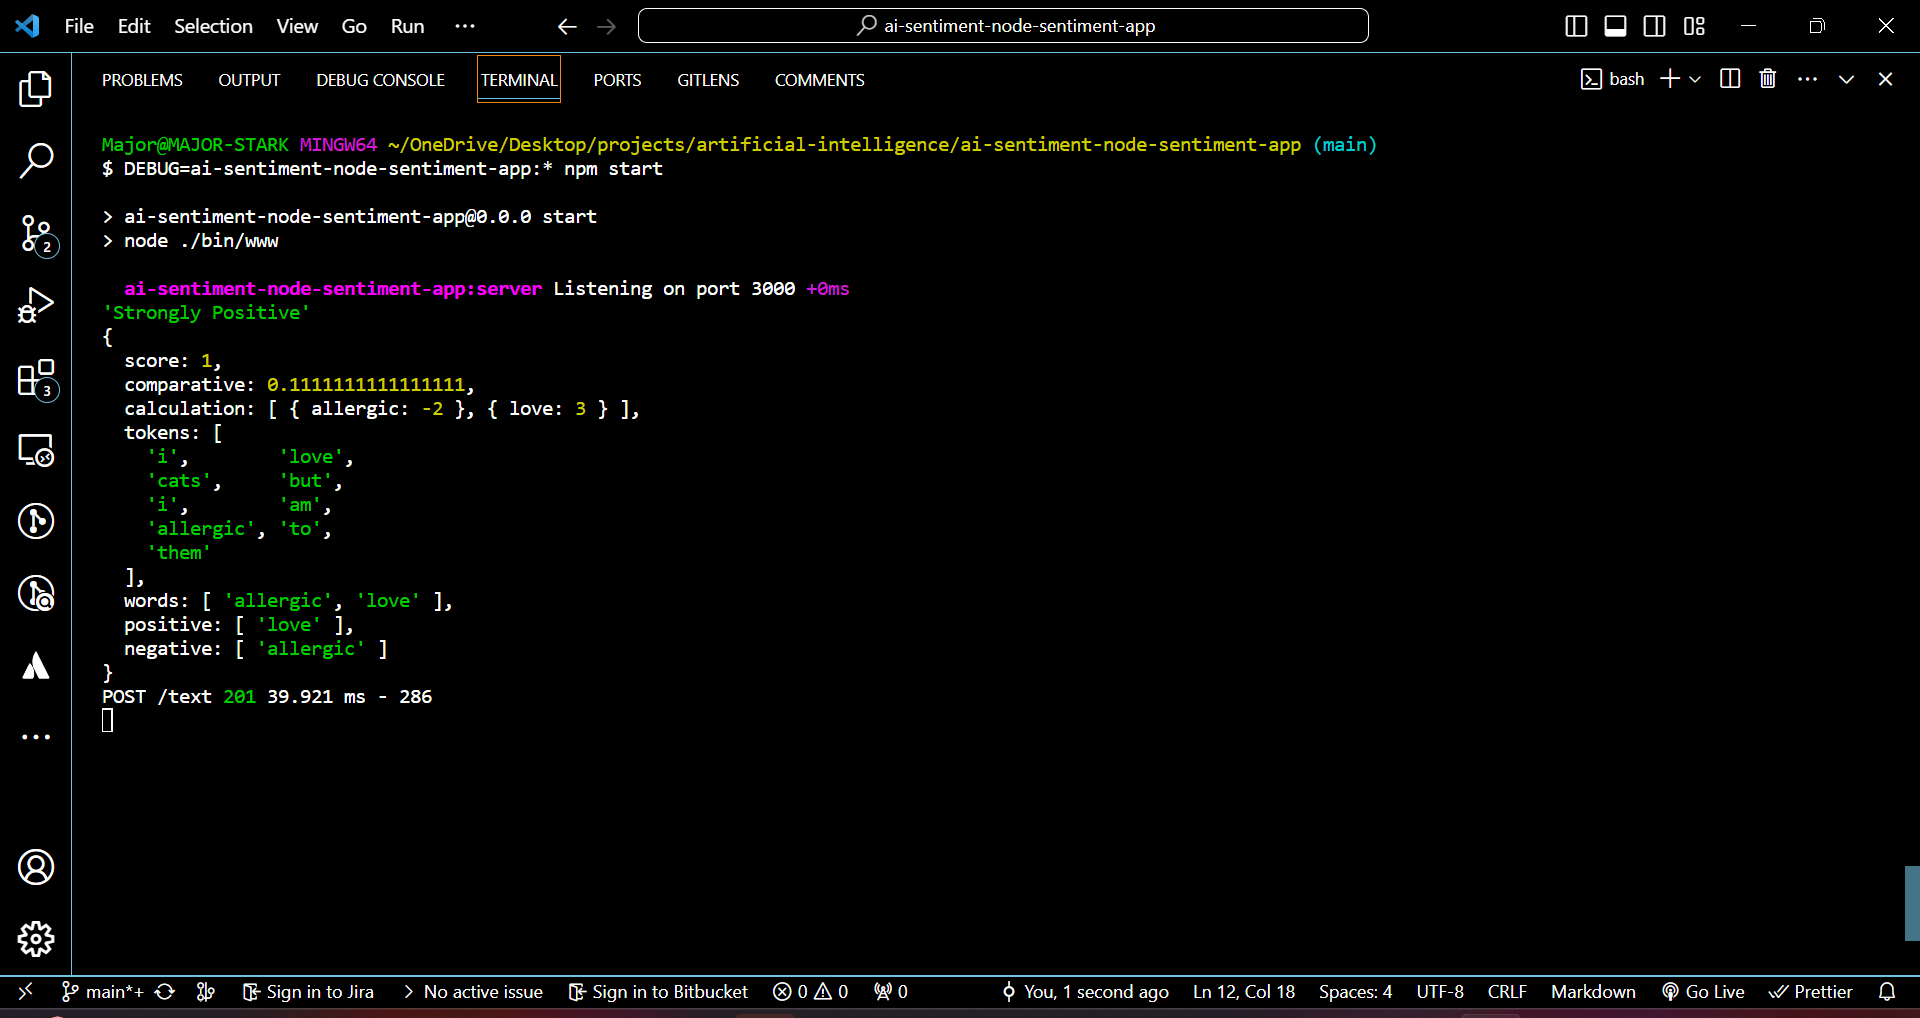 File Edit Selection View Go Run ··· ai-sentiment-node-sentiment-app
PROBLEMS OUTPUT DEBUG CONSOLE TERMINAL PORTS GITLENS COMMENTS bash
Major@MAJOR-STARK MINGW64 ~/OneDrive/Desktop/projects/artificial-intelligence/ai-sentiment-node-sentiment-app (main)
$ DEBUG=ai-sentiment-node-sentiment-app:* npm start
> ai-sentiment-node-sentiment-app@0.0.0 start
> node ./bin/www
ai-sentiment-node-sentiment-app:server Listening on port 3000 +0ms
'Strongly Positive'
{
score: 1,
comparative: 0.1111111111111111,
calculation: [ { allergic: -2 }, { love: 3 } ],
tokens: [
'i', 'love',
'cats', 'but',
'i', 'am',
'allergic', 'to',
'them'
],
words: [ 'allergic', 'love' ],
positive: [ 'love' ],
negative: [ 'allergic' ]
}
POST /text 201 39.921 ms - 286
2
3
main*+ Sign in to Jira No active issue Sign in to Bitbucket 0 0 0 You, 1 second ago Ln 12, Col 18 Spaces: 4 UTF-8 CRLF Markdown Go Live Prettier